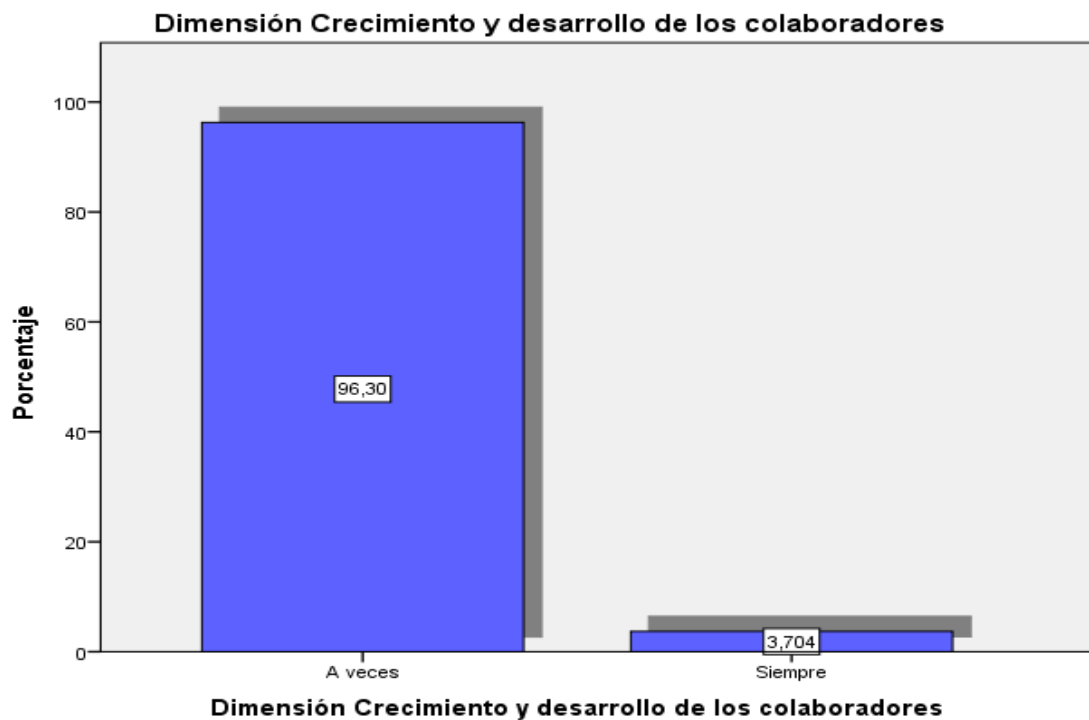 Dimensión Crecimiento y desarrollo de los colaboradores
Porcentaje
100
80
60
40
20
0
96,30
3,704
A veces
Siempre
Dimensión Crecimiento y desarrollo de los colaboradores